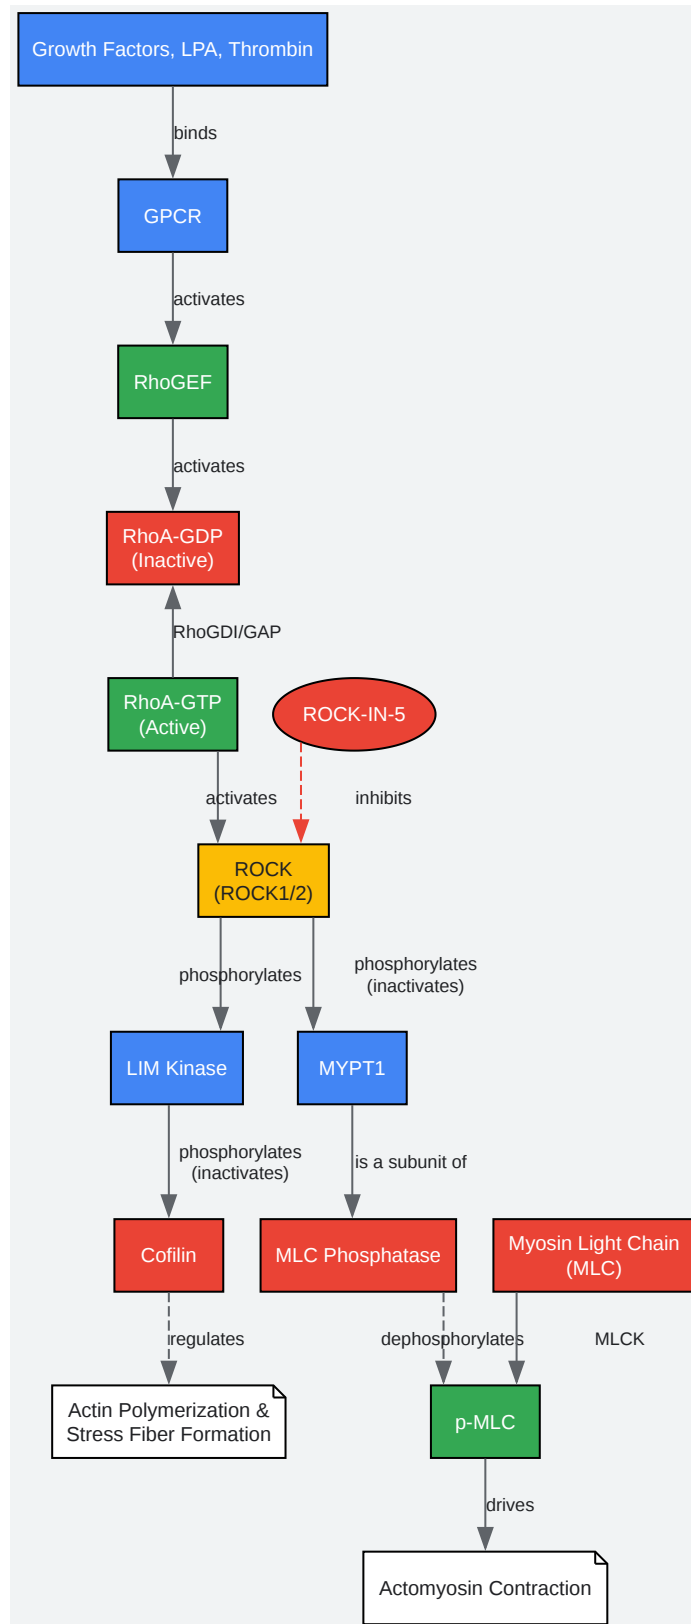 Growth Factors, LPA, Thrombin
binds
GPCR
activates
RhoGEF
activates
RhoA-GDP
(Inactive)
RhoGDI/GAP
RhoA-GTP
(Active)
ROCK-IN-5
activates
inhibits
ROCK
(ROCK1/2)
phosphorylates
phosphorylates
(inactivates)
LIM Kinase
MYPT1
phosphorylates
(inactivates)
is a subunit of
Cofilin
MLC Phosphatase
Myosin Light Chain
(MLC)
regulates
dephosphorylates
MLCK
Actin Polymerization &
Stress Fiber Formation
p-MLC
drives
Actomyosin Contraction